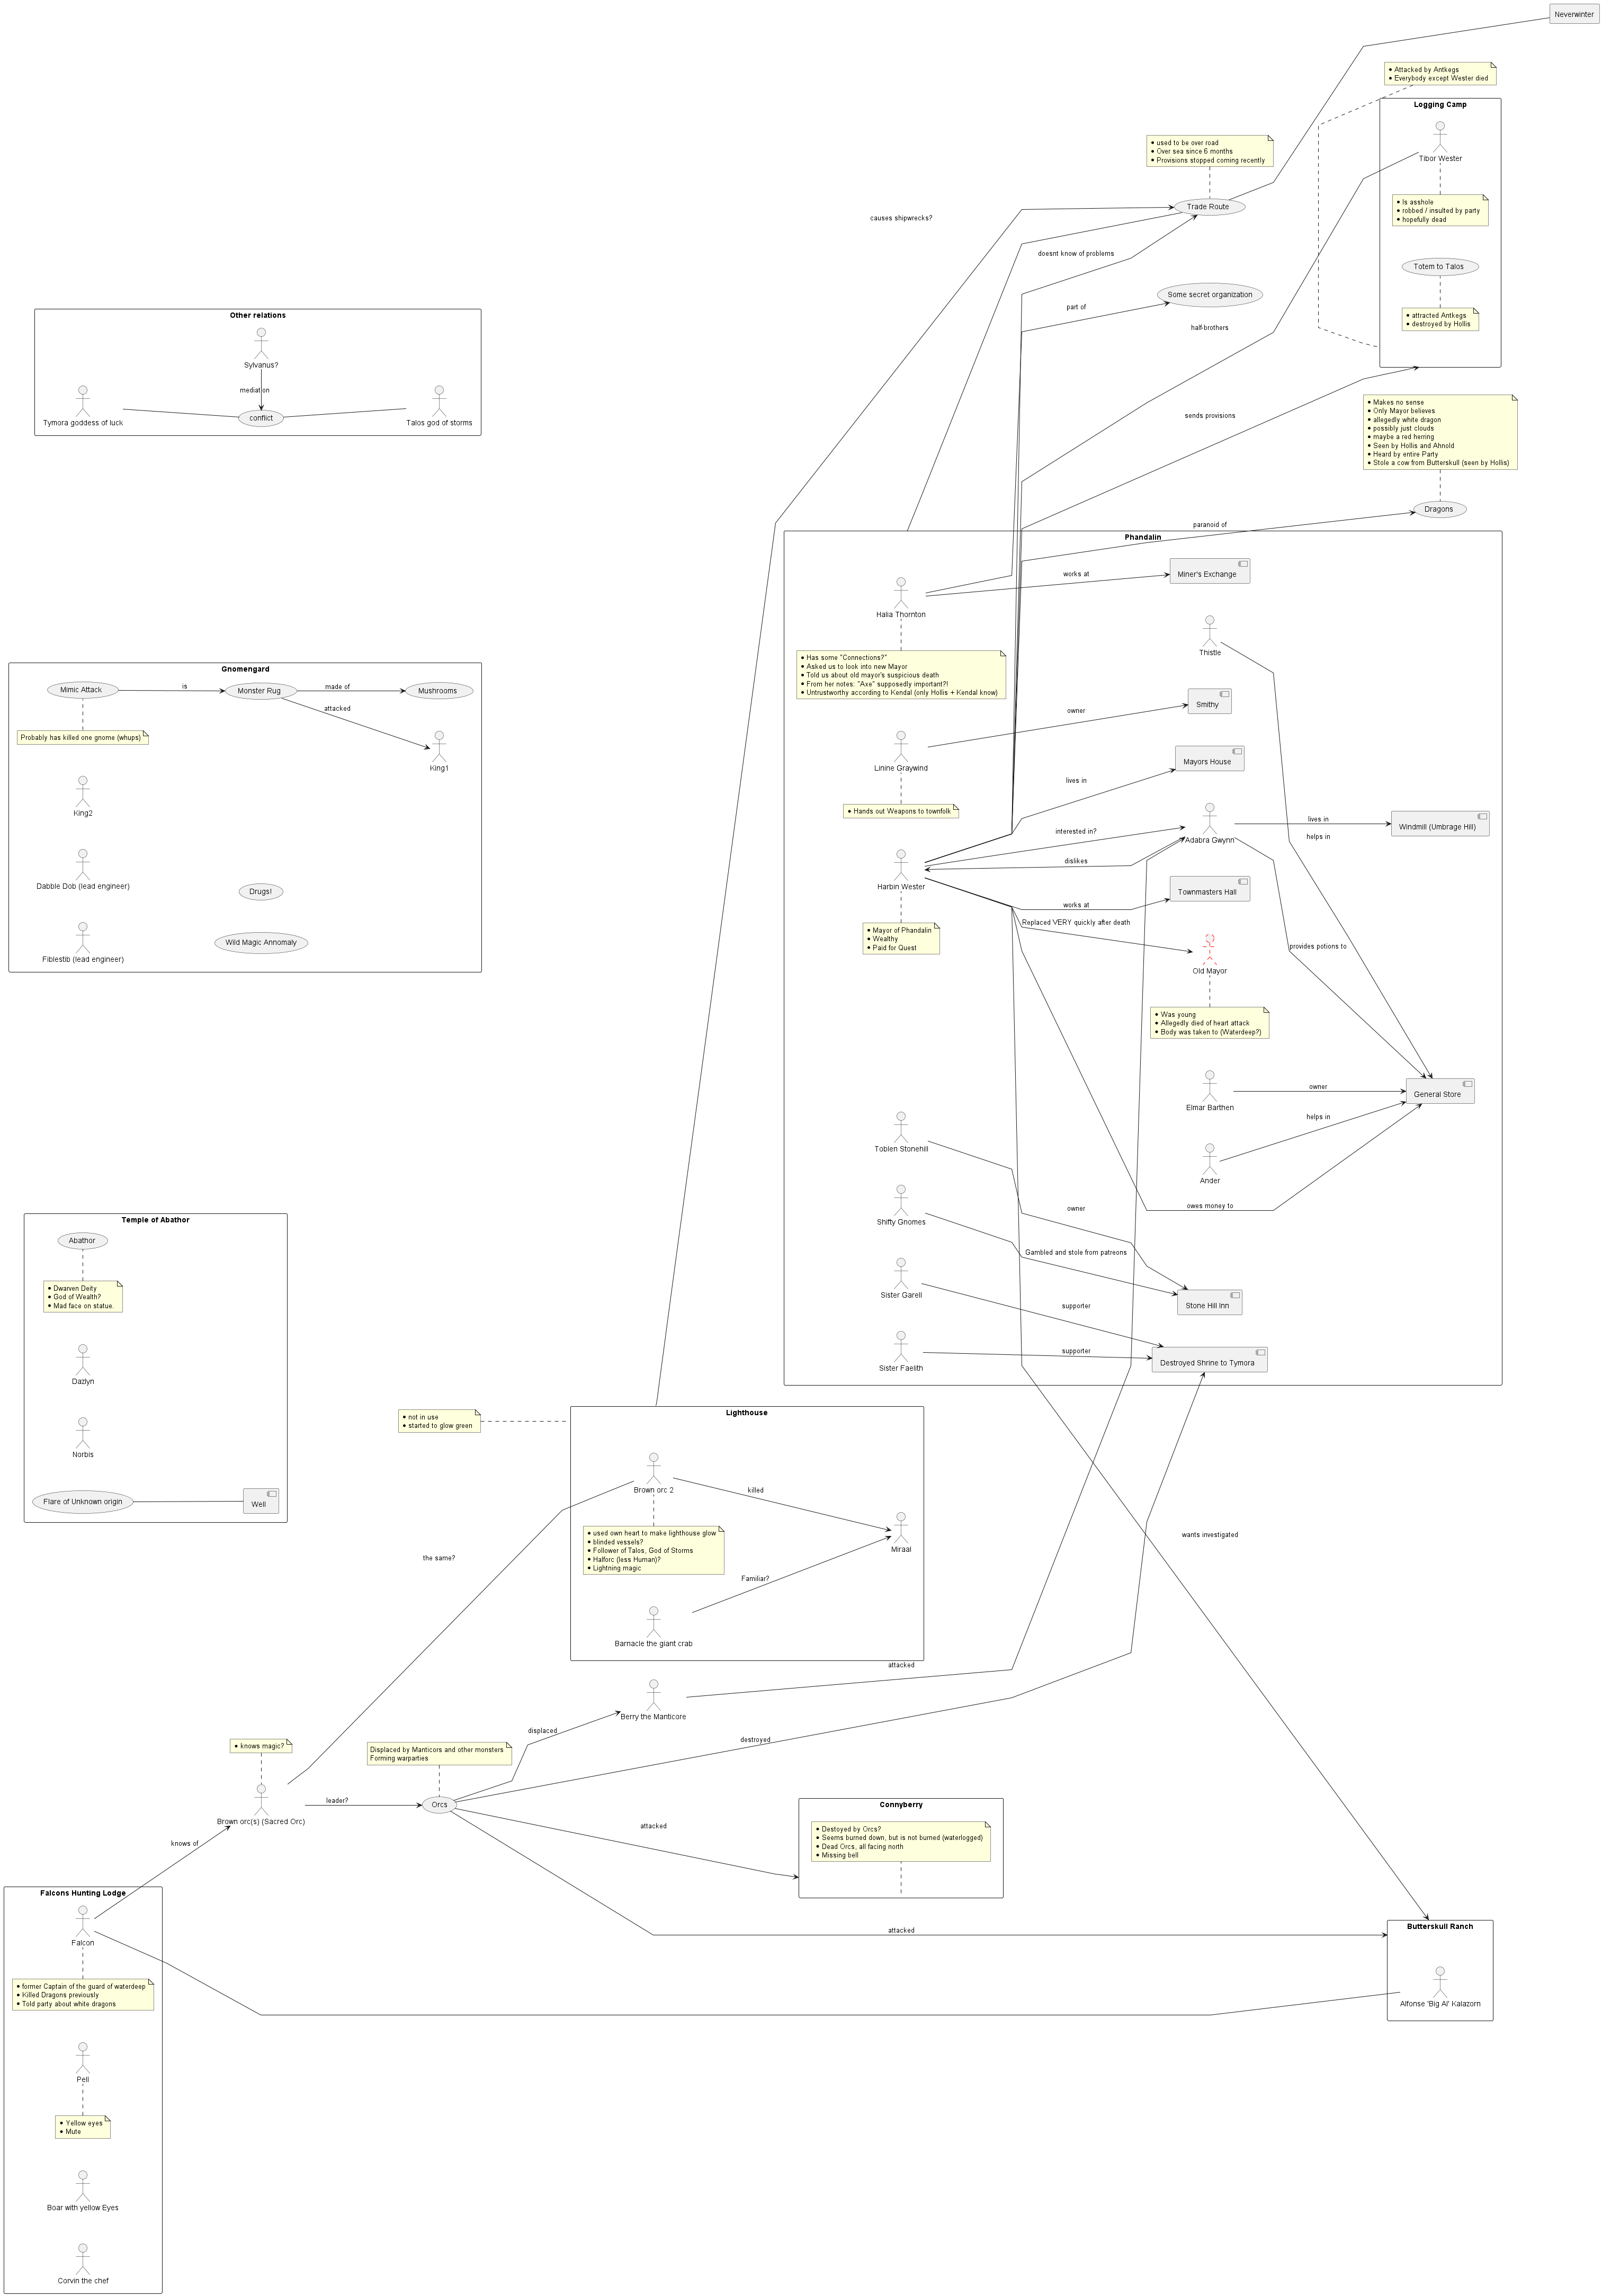 Neverwinter
• Attacked by Antkegs
• Everybody except Wester died
Logging Camp
Tibor Wester
• Is asshole
• robbed / insulted by party
• hopefully dead
Totem to Talos
• attracted Antkegs
• destroyed by Hollis
• used to be over road
• Over sea since 6 months
• Provisions stopped coming recently
Trade Route
causes shipwrecks?
doesnt know of problems
Some secret organization
part of
half-brothers
sends provisions
• Makes no sense
• Only Mayor believes
• allegedly white dragon
• possibly just clouds
• maybe a red herring
• Seen by Hollis and Ahnold
• Heard by entire Party
• Stole a cow from Butterskull (seen by Hollis)
Dragons
paranoid of
Other relations
Sylvanus?
mediation
Tymora goddess of luck
conflict
Talos god of storms
Phandalin
Halia Thornton
works at
Miner's Exchange
• Has some "Connections?"
• Asked us to look into new Mayor
• Told us about old mayor's suspicious death
• From her notes: "Axe" supposedly important?!
• Untrustworthy according to Kendal (only Hollis + Kendal know)
Thistle
helps in
Linine Graywind
owner
Smithy
• Hands out Weapons to townfolk
lives in
Mayors House
Harbin Wester
interested in?
dislikes
Adabra Gwynn
lives in
Windmill (Umbrage Hill)
• Mayor of Phandalin
• Wealthy
• Paid for Quest
works at
Townmasters Hall
Replaced VERY quickly after death
Old Mayor
• Was young
• Allegedly died of heart attack
• Body was taken to (Waterdeep?)
provides potions to
Elmar Barthen
owner
General Store
Ander
helps in
owes money to
Toblen Stonehill
owner
Shifty Gnomes
Gambled and stole from patreons
Stone Hill Inn
Sister Garell
supporter
Sister Faelith
supporter
Destroyed Shrine to Tymora
Gnomengard
Mimic Attack
is
Monster Rug
made of
Mushrooms
attacked
Probably has killed one gnome (whups)
King1
King2
Dabble Dob (lead engineer)
Drugs!
Fiblestib (lead engineer)
Wild Magic Annomaly
Temple of Abathor
Abathor
• Dwarven Deity
• God of Wealth?
• Mad face on statue.
Dazlyn
Norbis
Flare of Unknown origin
Well
• not in use
• started to glow green
Lighthouse
Brown orc 2
killed
• used own heart to make lighthouse glow
• blinded vessels?
• Follower of Talos, God of Storms
• Halforc (less Human)?
• Lightning magic
Miraal
Familiar?
Barnacle the giant crab
the same?
wants investigated
attacked
Berry the Manticore
displaced
destroyed
• knows magic?
Brown orc(s) (Sacred Orc)
leader?
Displaced by Manticors and other monsters
Forming warparties
Orcs
knows of
attacked
Connyberry
• Destoyed by Orcs?
• Seems burned down, but is not burned (waterlogged)
• Dead Orcs, all facing north
• Missing bell
attacked
Butterskull Ranch
Alfonse 'Big Al' Kalazorn
Falcons Hunting Lodge
Falcon
• former Captain of the guard of waterdeep
• Killed Dragons previously
• Told party about white dragons
Pell
• Yellow eyes
• Mute
Boar with yellow Eyes
Corvin the chef